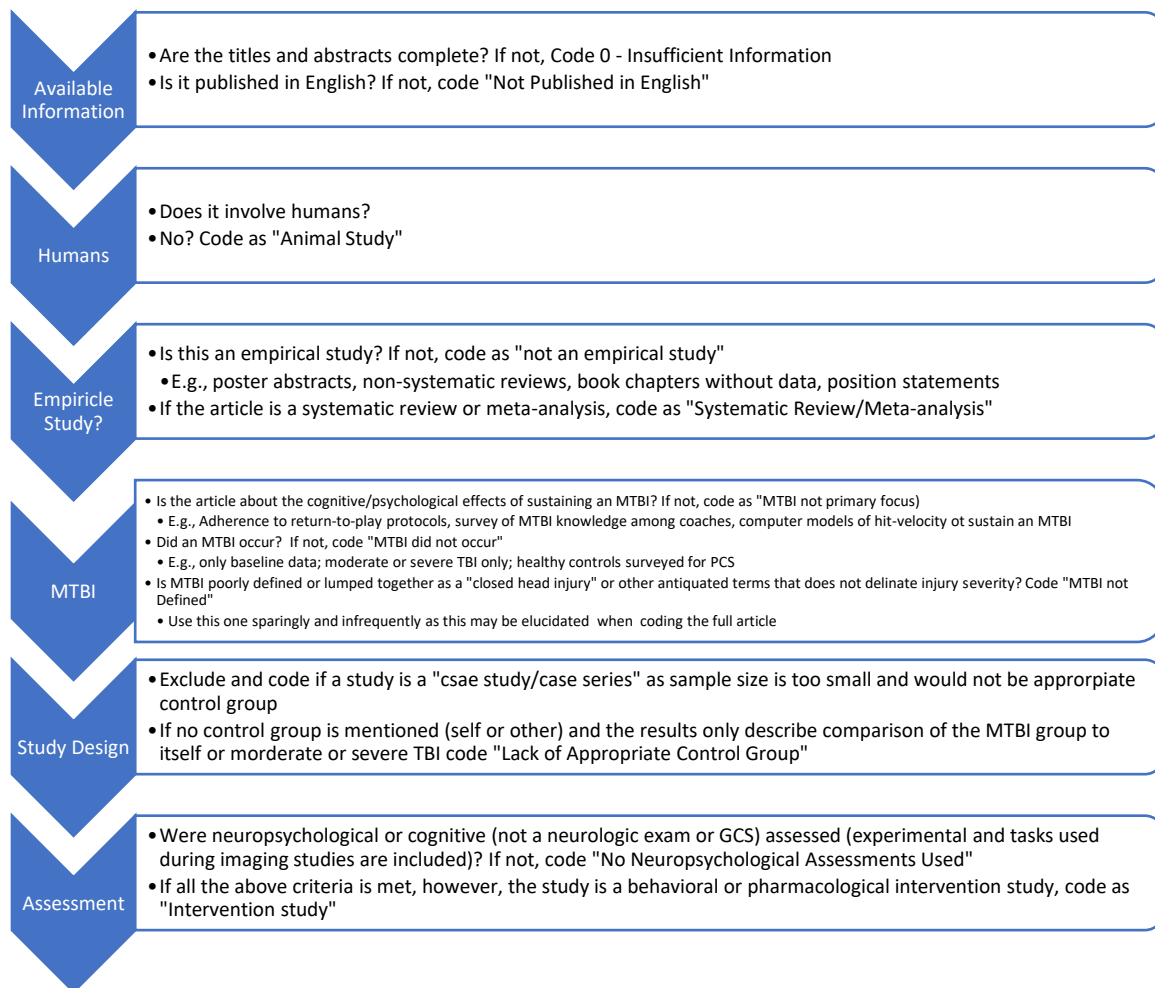 Available
Information
•Are the titles and abstracts complete? If not, Code 0 - Insufficient Information
•Is it published in English? If not, code "Not Published in English"
Humans
•Does it involve humans?
•No? Code as "Animal Study"
Empiricle
Study?
•Is this an empirical study? If not, code as "not an empirical study"
•E.g., poster abstracts, non-systematic reviews, book chapters without data, position statements
•If the article is a systematic review or meta-analysis, code as "Systematic Review/Meta-analysis"
MTBI
• Is the article about the cognitive/psychological effects of sustaining an MTBI? If not, code as "MTBI not primary focus)
• E.g., Adherence to return-to-play protocols, survey of MTBI knowledge among coaches, computer models of hit-velocity ot sustain an MTBI
• Did an MTBI occur? If not, code "MTBI did not occur"
• E.g., only baseline data; moderate or severe TBI only; healthy controls surveyed for PCS
• Is MTBI poorly defined or lumped together as a "closed head injury" or other antiquated terms that does not delinate injury severity? Code "MTBI not
Defined"
• Use this one sparingly and infrequently as this may be elucidated when coding the full article
Study Design
•Exclude and code if a study is a "csae study/case series" as sample size is too small and would not be approrpiate
control group
•If no control group is mentioned (self or other) and the results only describe comparison of the MTBI group to
itself or morderate or severe TBI code "Lack of Appropriate Control Group"
Assessment
•Were neuropsychological or cognitive (not a neurologic exam or GCS) assessed (experimental and tasks used
during imaging studies are included)? If not, code "No Neuropsychological Assessments Used"
•If all the above criteria is met, however, the study is a behavioral or pharmacological intervention study, code as
"Intervention study"